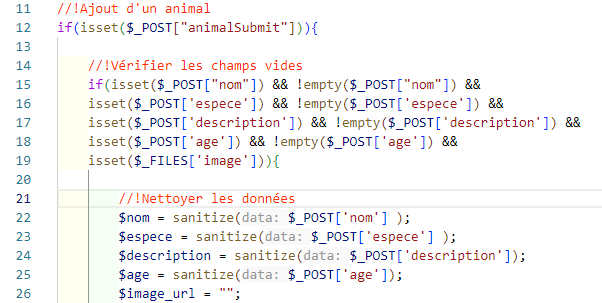 11 //!Ajout d'un animal
12 if(isset($_POST["animalSubmit"])){
13
14 //!Vérifier les champs vides
15 if(isset($_POST["nom"]) && !empty($_POST["nom"]) &&
16 isset($_POST['espece']) && !empty($_POST['espece']) &&
17 isset($_POST['description']) && !empty($_POST['description']) &&
18 isset($_POST['age']) && !empty($_POST['age']) &&
19 isset($_FILES['image'])){
20
21 //!Nettoyer les données
22 $nom = sanitize(data: $_POST['nom'] );
23 $espece = sanitize(data: $_POST['espece'] );
24 $description = sanitize(data: $_POST['description']);
25 $age = sanitize(data: $_POST['age']);
26 $image_url = "";